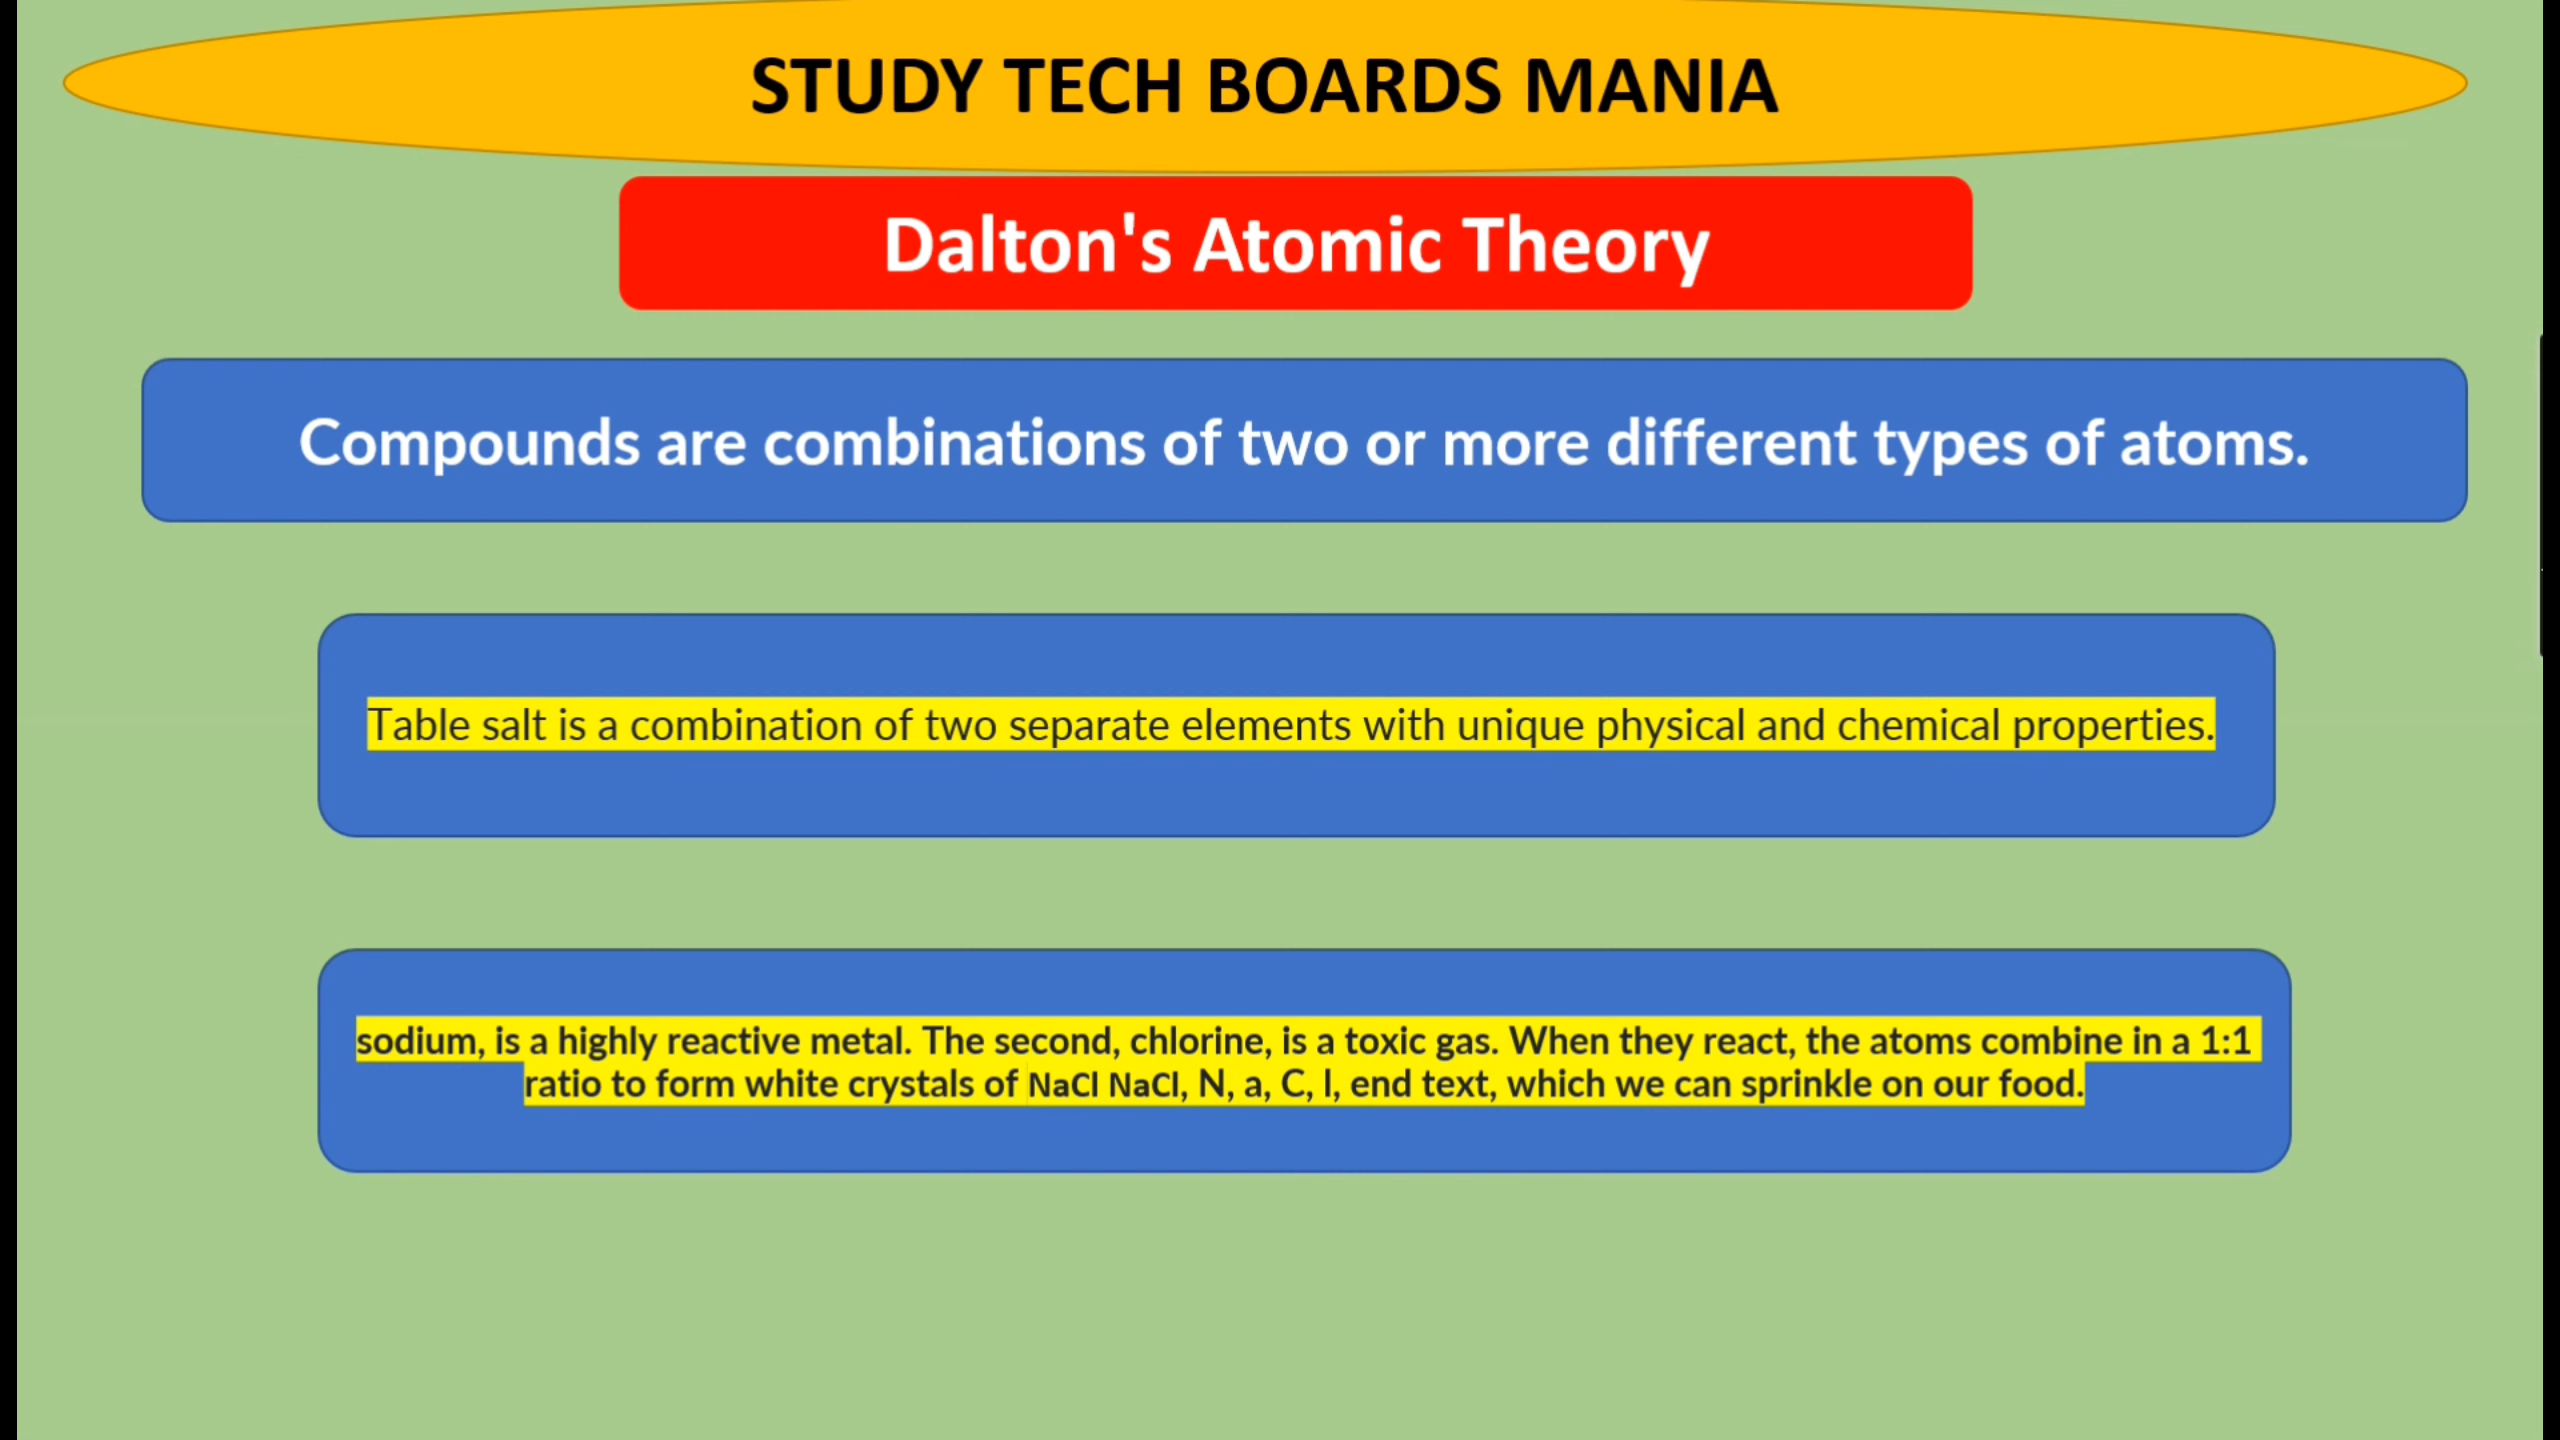 STUDY TECH BOARDS MANIA
Dalton's Atomic Theory
Compounds are combinations of two or more different types of atoms.
Table salt is a combination of two separate elements with unique physical and chemical properties.
sodium, is a highly reactive metal. The second, chlorine, is a toxic gas. When they react, the atoms combine in a 1:1
ratio to form white crystals of NaCl NaCl, N, a, C, l, end text, which we can sprinkle on our food.